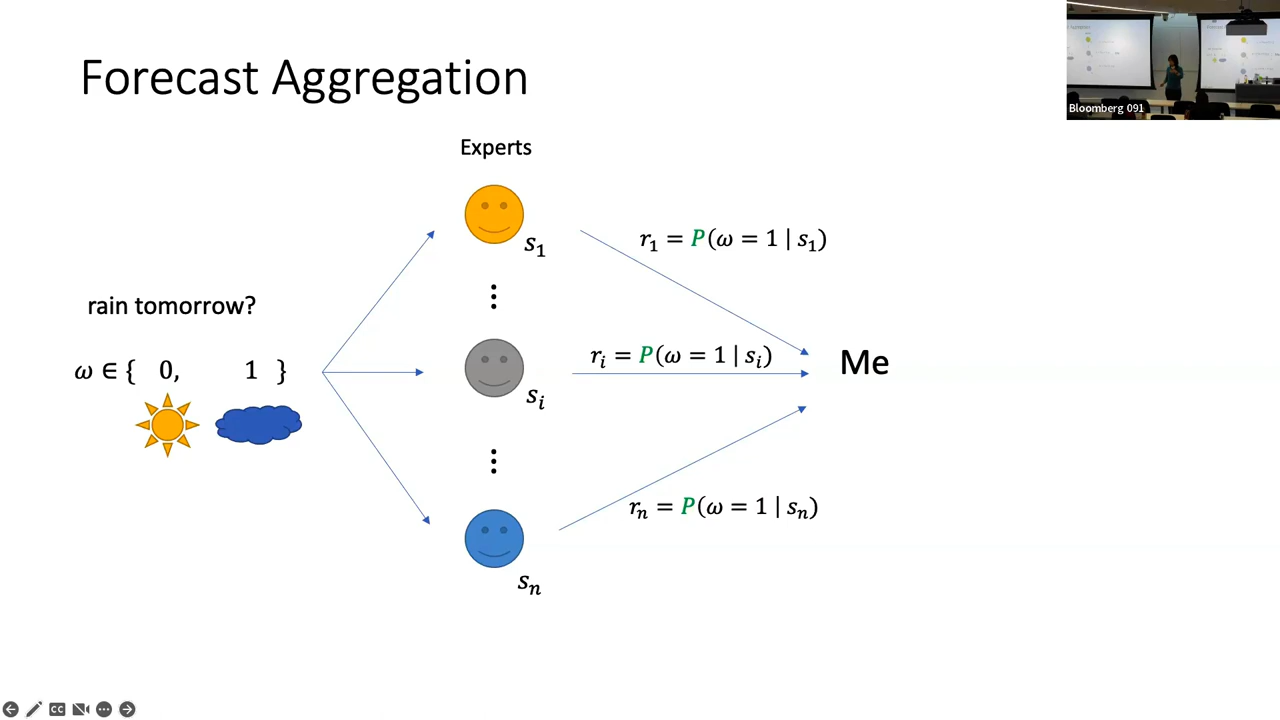 Forecast Aggregation
Bloomberg 091
Experts
s₁
r₁ = P(ω = 1 | s₁)
⋮
rain tomorrow?
ω ∈ { 0, 1 }
sᵢ
rᵢ = P(ω = 1 | sᵢ)
Me
⋮
rₙ = P(ω = 1 | sₙ)
sₙ
CC